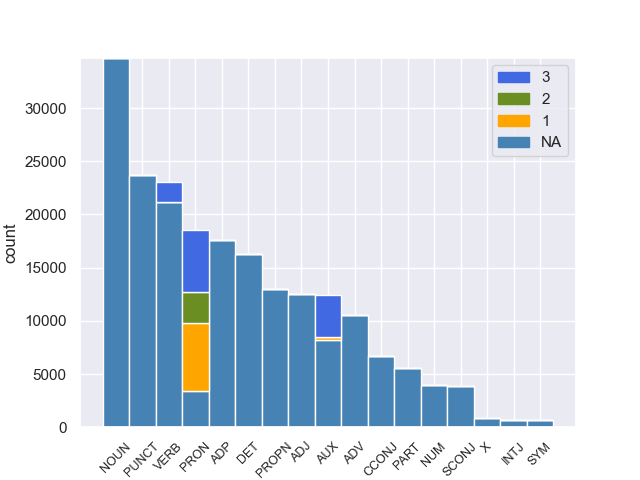 3
2
1
NA
30000
25000
20000
15000
10000
5000
0
count
NOUN
PUNCT
VERB
PRON
ADP
DET
PROPN
ADJ
AUX
ADV
CCONJ
PART
NUM
SCONJ
X
INTJ
SYM